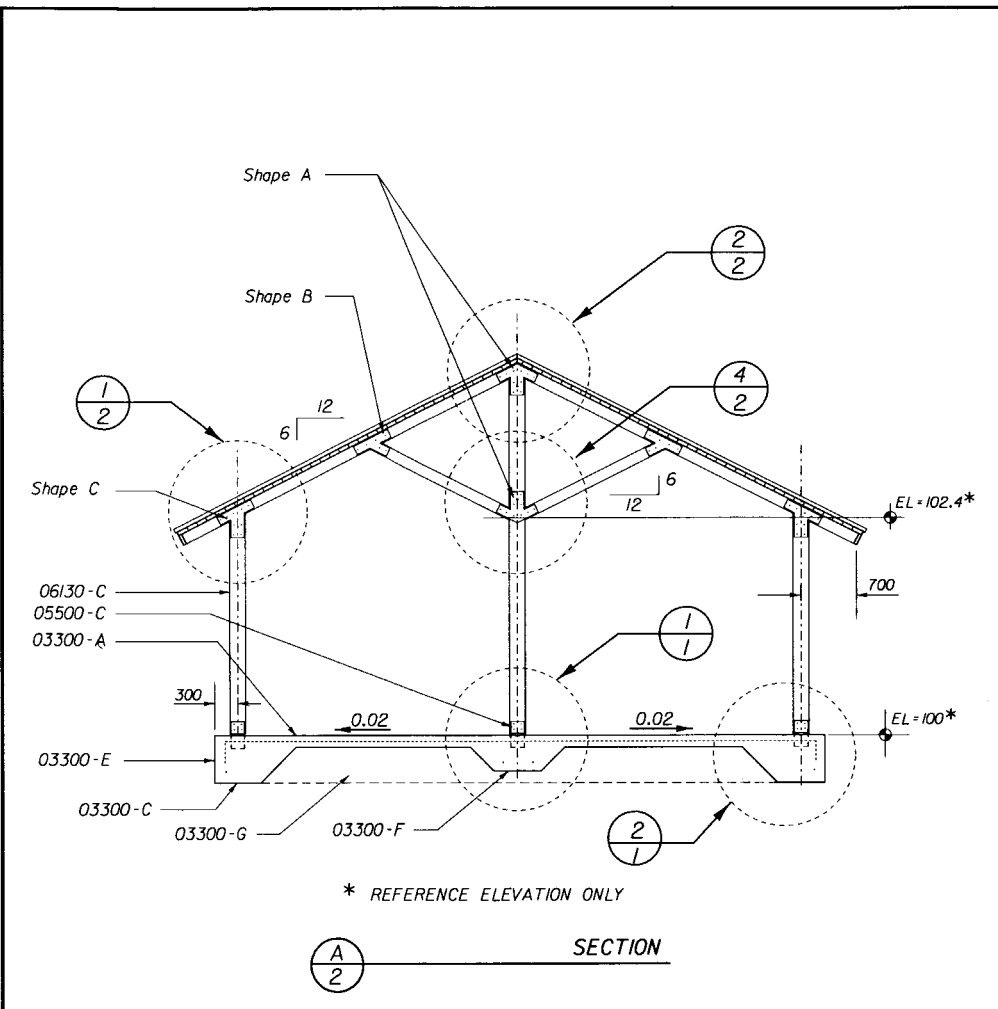 Shape A
2
2
Shape B
4
2
1
2
12
6
6
12
Shape C
EL=102.4*
06130-C
700
05500-C
03300-A
1
1
300
0.02
0.02
EL=100*
03300-E
03300-C
03300-G
03300-F
2
1
* REFERENCE ELEVATION ONLY
A
2
SECTION